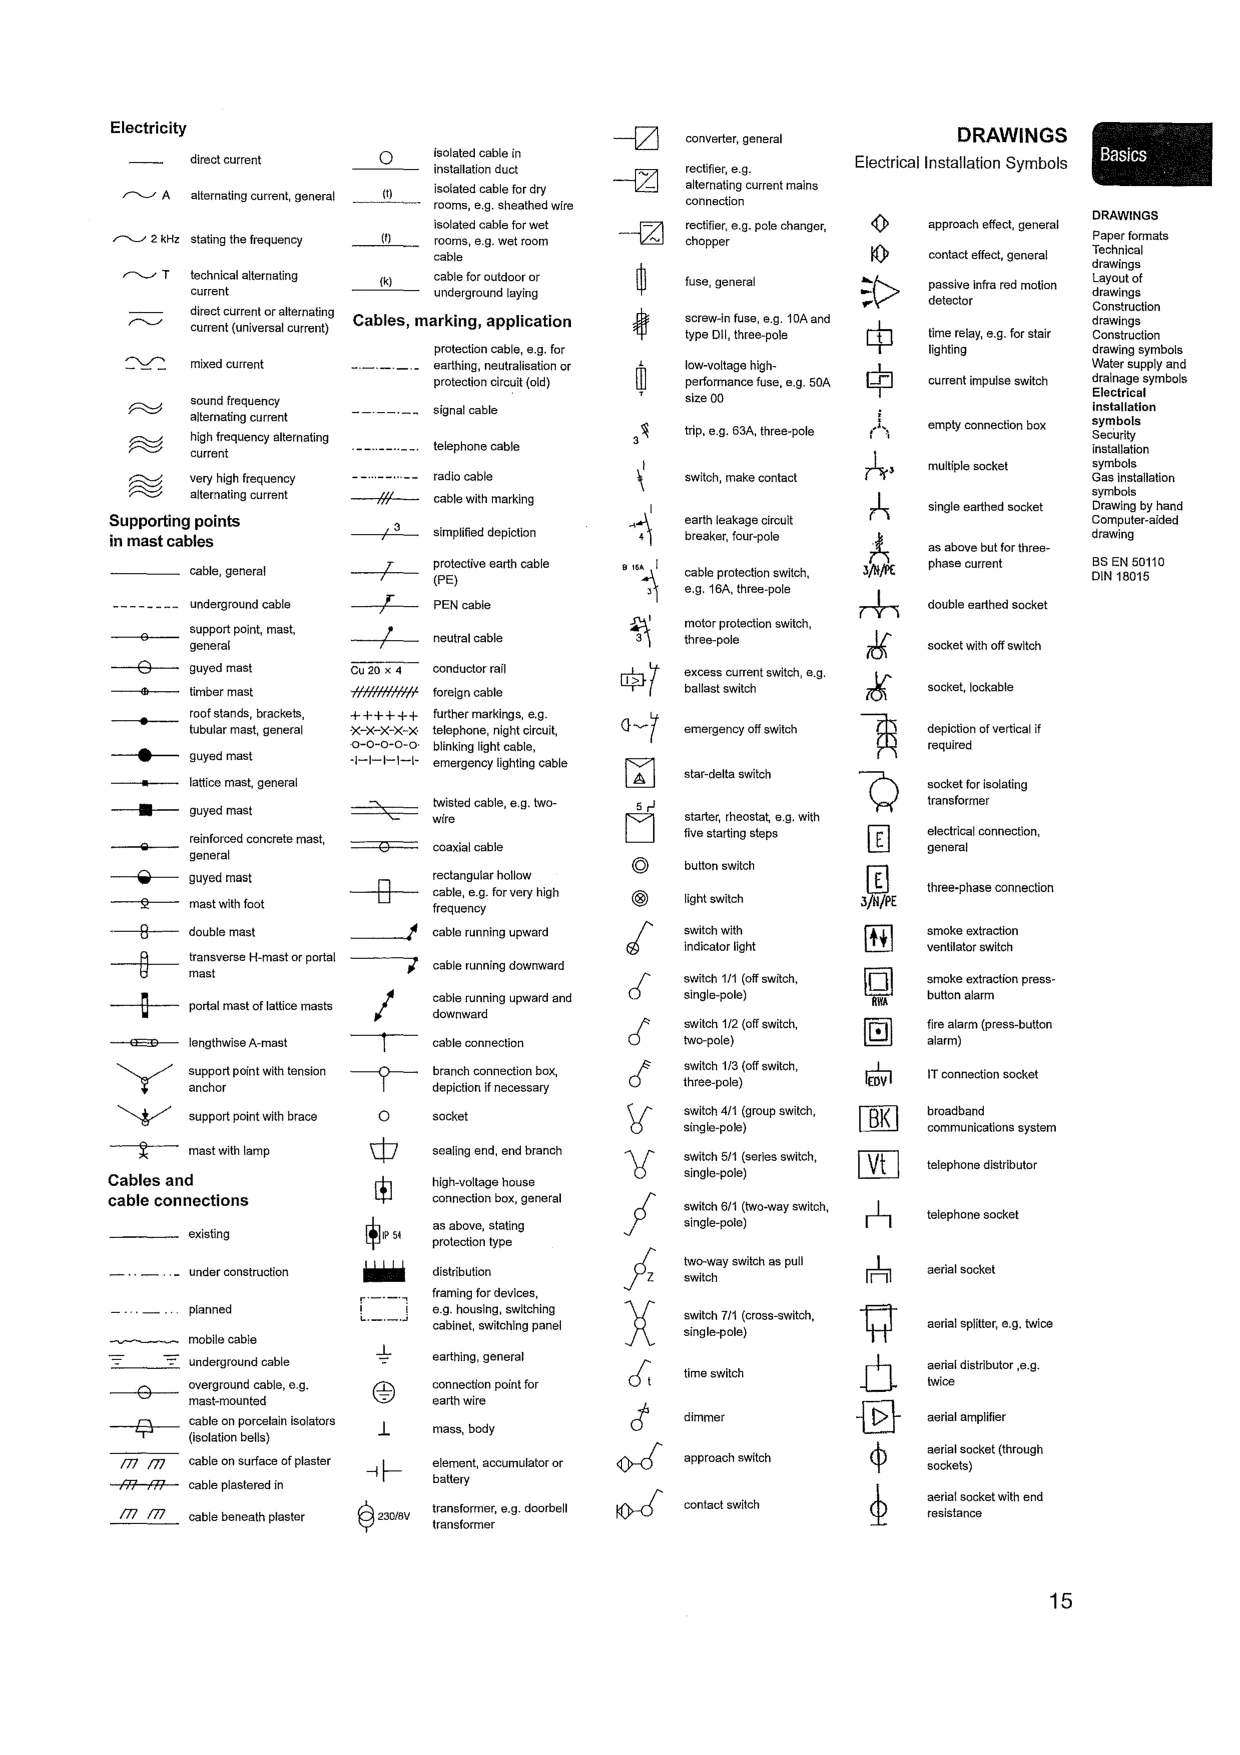 Electricity
direct current
A alternating current, general
2 kHz stating the frequency
T technical alternating
current
direct current or alternating
current (universal current)
mixed current
sound frequency
alternating current
high frequency alternating
current
very high frequency
alternating current
Supporting points
in mast cables
cable, general
underground cable
support point, mast,
general
guyed mast
timber mast
roof stands, brackets,
tubular mast, general
guyed mast
lattice mast, general
guyed mast
reinforced concrete mast,
general
guyed mast
mast with foot
double mast
transverse H-mast or portal
mast
portal mast of lattice masts
lengthwise A-mast
support point with tension
anchor
support point with brace
mast with lamp
Cables and
cable connections
existing
under construction
planned
mobile cable
underground cable
overground cable, e.g.
mast-mounted
cable on porcelain isolators
(isolation bells)
cable on surface of plaster
cable plastered in
cable beneath plaster
isolated cable in
installation duct
(t) isolated cable for dry
rooms, e.g. sheathed wire
isolated cable for wet
(f) rooms, e.g. wet room
cable
(k) cable for outdoor or
underground laying
Cables, marking, application
protection cable, e.g. for
earthing, neutralisation or
protection circuit (old)
signal cable
telephone cable
radio cable
cable with marking
3 simplified depiction
protective earth cable
(PE)
PEN cable
neutral cable
Cu 20 x 4 conductor rail
foreign cable
further markings, e.g.
telephone, night circuit,
blinking light cable,
emergency lighting cable
twisted cable, e.g. two-
wire
coaxial cable
rectangular hollow
cable, e.g. for very high
frequency
cable running upward
cable running downward
cable running upward and
downward
cable connection
branch connection box,
depiction if necessary
socket
sealing end, end branch
high-voltage house
connection box, general
as above, stating
IP 54 protection type
distribution
framing for devices,
e.g. housing, switching
cabinet, switching panel
earthing, general
connection point for
earth wire
mass, body
element, accumulator or
battery
230/8V transformer, e.g. doorbell
transformer
converter, general
rectifier, e.g.
alternating current mains
connection
rectifier, e.g. pole changer,
chopper
fuse, general
screw-in fuse, e.g. 10A and
type DII, three-pole
low-voltage high-
performance fuse, e.g. 50A
size 00
3 trip, e.g. 63A, three-pole
switch, make contact
earth leakage circuit
4 breaker, four-pole
B 16A cable protection switch,
3 e.g. 16A, three-pole
motor protection switch,
3 three-pole
I> excess current switch, e.g.
ballast switch
emergency off switch
star-delta switch
5 starter, rheostat, e.g. with
five starting steps
button switch
light switch
switch with
indicator light
switch 1/1 (off switch,
single-pole)
switch 1/2 (off switch,
two-pole)
switch 1/3 (off switch,
three-pole)
switch 4/1 (group switch,
single-pole)
switch 5/1 (series switch,
single-pole)
switch 6/1 (two-way switch,
single-pole)
two-way switch as pull
Z switch
switch 7/1 (cross-switch,
single-pole)
t time switch
dimmer
approach switch
contact switch
DRAWINGS
Electrical Installation Symbols
approach effect, general
contact effect, general
passive infra red motion
detector
t time relay, e.g. for stair
lighting
current impulse switch
empty connection box
3 multiple socket
single earthed socket
as above but for three-
3/N/PE phase current
double earthed socket
socket with off switch
socket, lockable
depiction of vertical if
required
socket for isolating
transformer
E electrical connection,
general
E three-phase connection
3/N/PE
smoke extraction
ventilator switch
smoke extraction press-
RWA button alarm
fire alarm (press-button
alarm)
EDV IT connection socket
BK broadband
communications system
Vt telephone distributor
telephone socket
aerial socket
aerial splitter, e.g. twice
aerial distributor ,e.g.
twice
aerial amplifier
aerial socket (through
sockets)
aerial socket with end
resistance
Basics
DRAWINGS
Paper formats
Technical
drawings
Layout of
drawings
Construction
drawings
Construction
drawing symbols
Water supply and
drainage symbols
Electrical
installation
symbols
Security
installation
symbols
Gas installation
symbols
Drawing by hand
Computer-aided
drawing
BS EN 50110
DIN 18015
15